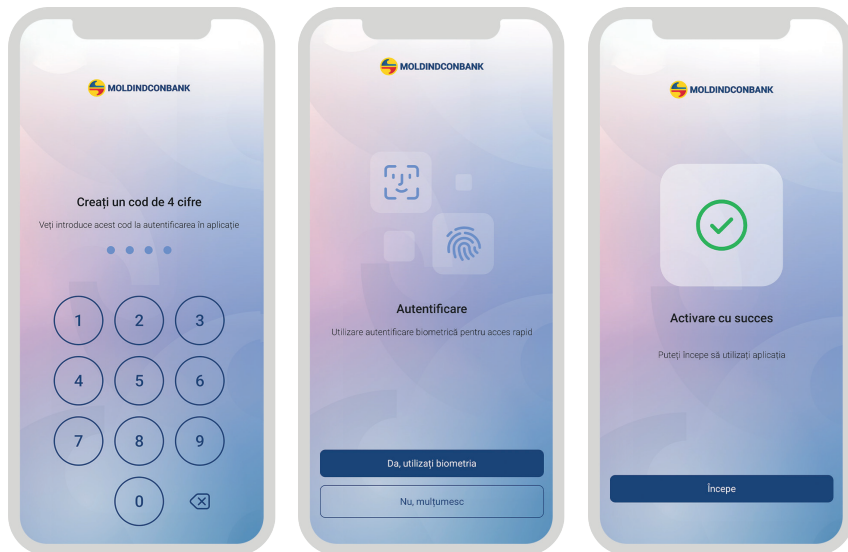 MOLDINDCONBANK
Creați un cod de 4 cifre
Veți introduce acest cod la autentificarea în aplicație
1 2 3
4 5 6
7 8 9
0
MOLDINDCONBANK
Autentificare
Utilizare autentificare biometrică pentru acces rapid
Da, utilizați biometria
Nu, mulțumesc
MOLDINDCONBANK
Activare cu succes
Puteți începe să utilizați aplicația
Începe